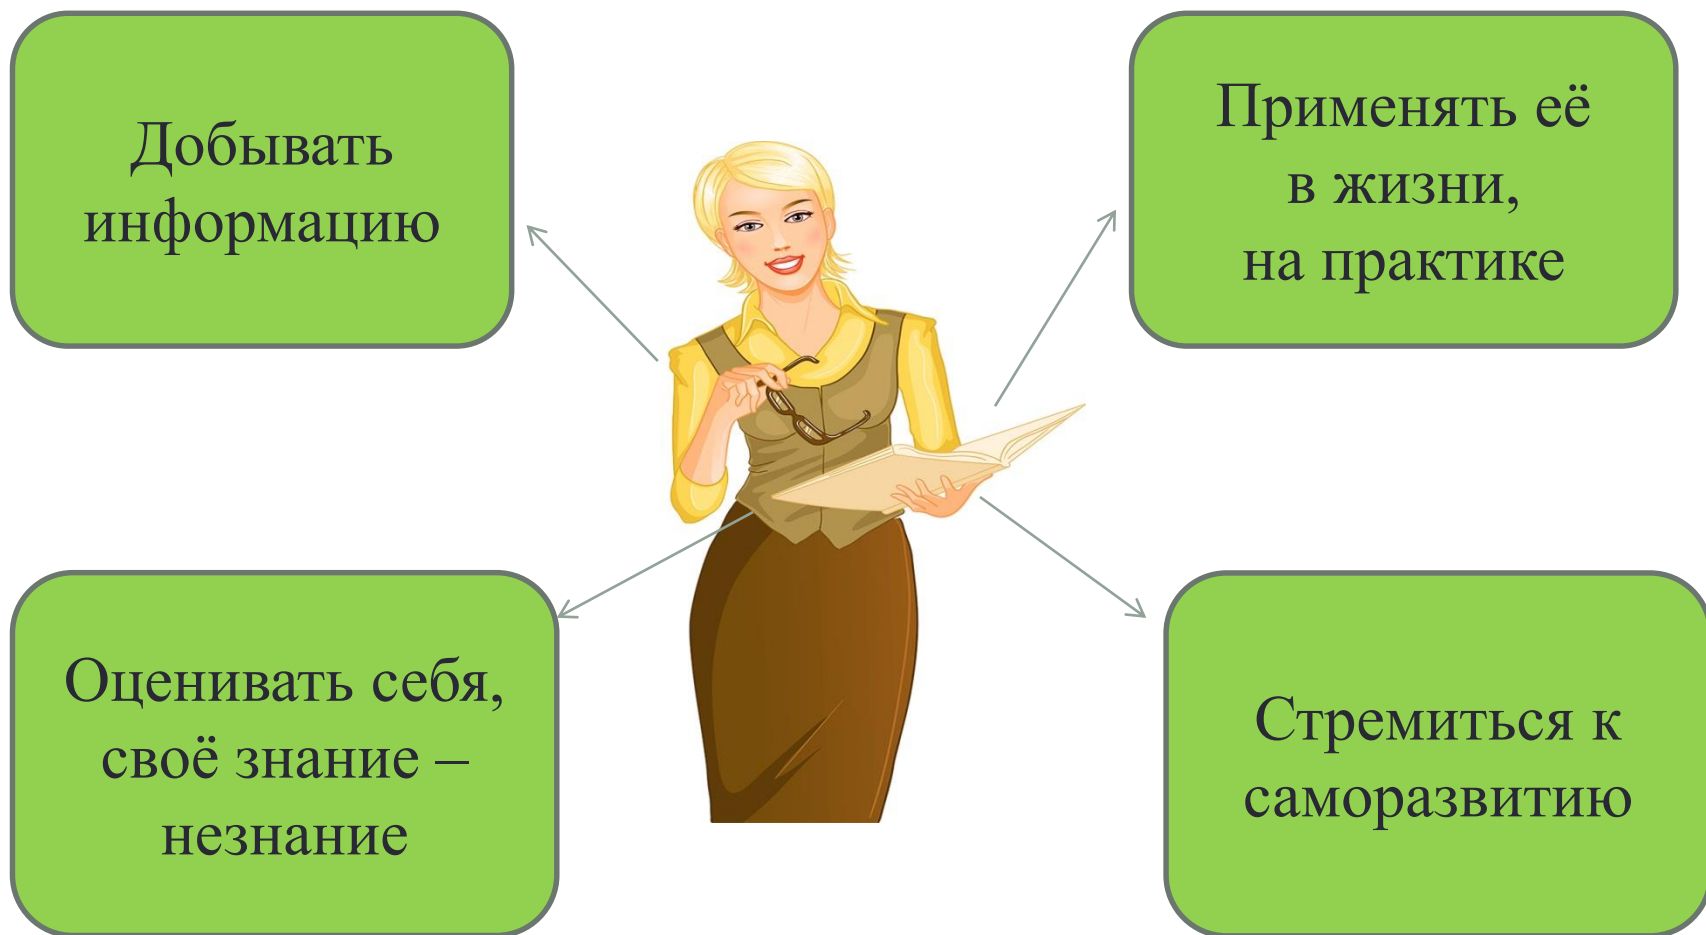 Добывать
информацию
Применять её
в жизни,
на практике
Оценивать себя,
своё знание –
незнание
Стремиться к
саморазвитию